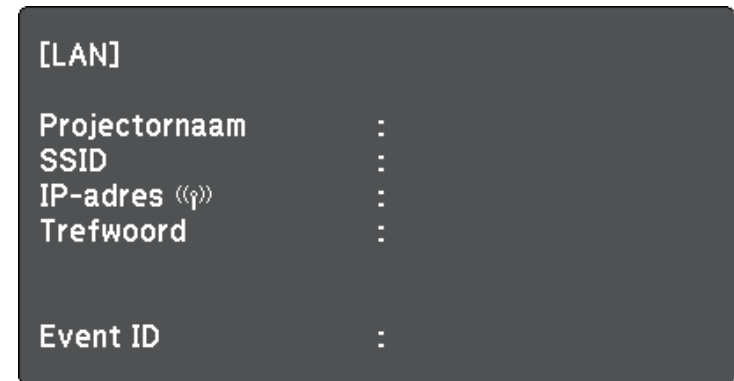 [LAN]
Projectornaam :
SSID :
IP-adres :
Trefwoord :
Event ID :